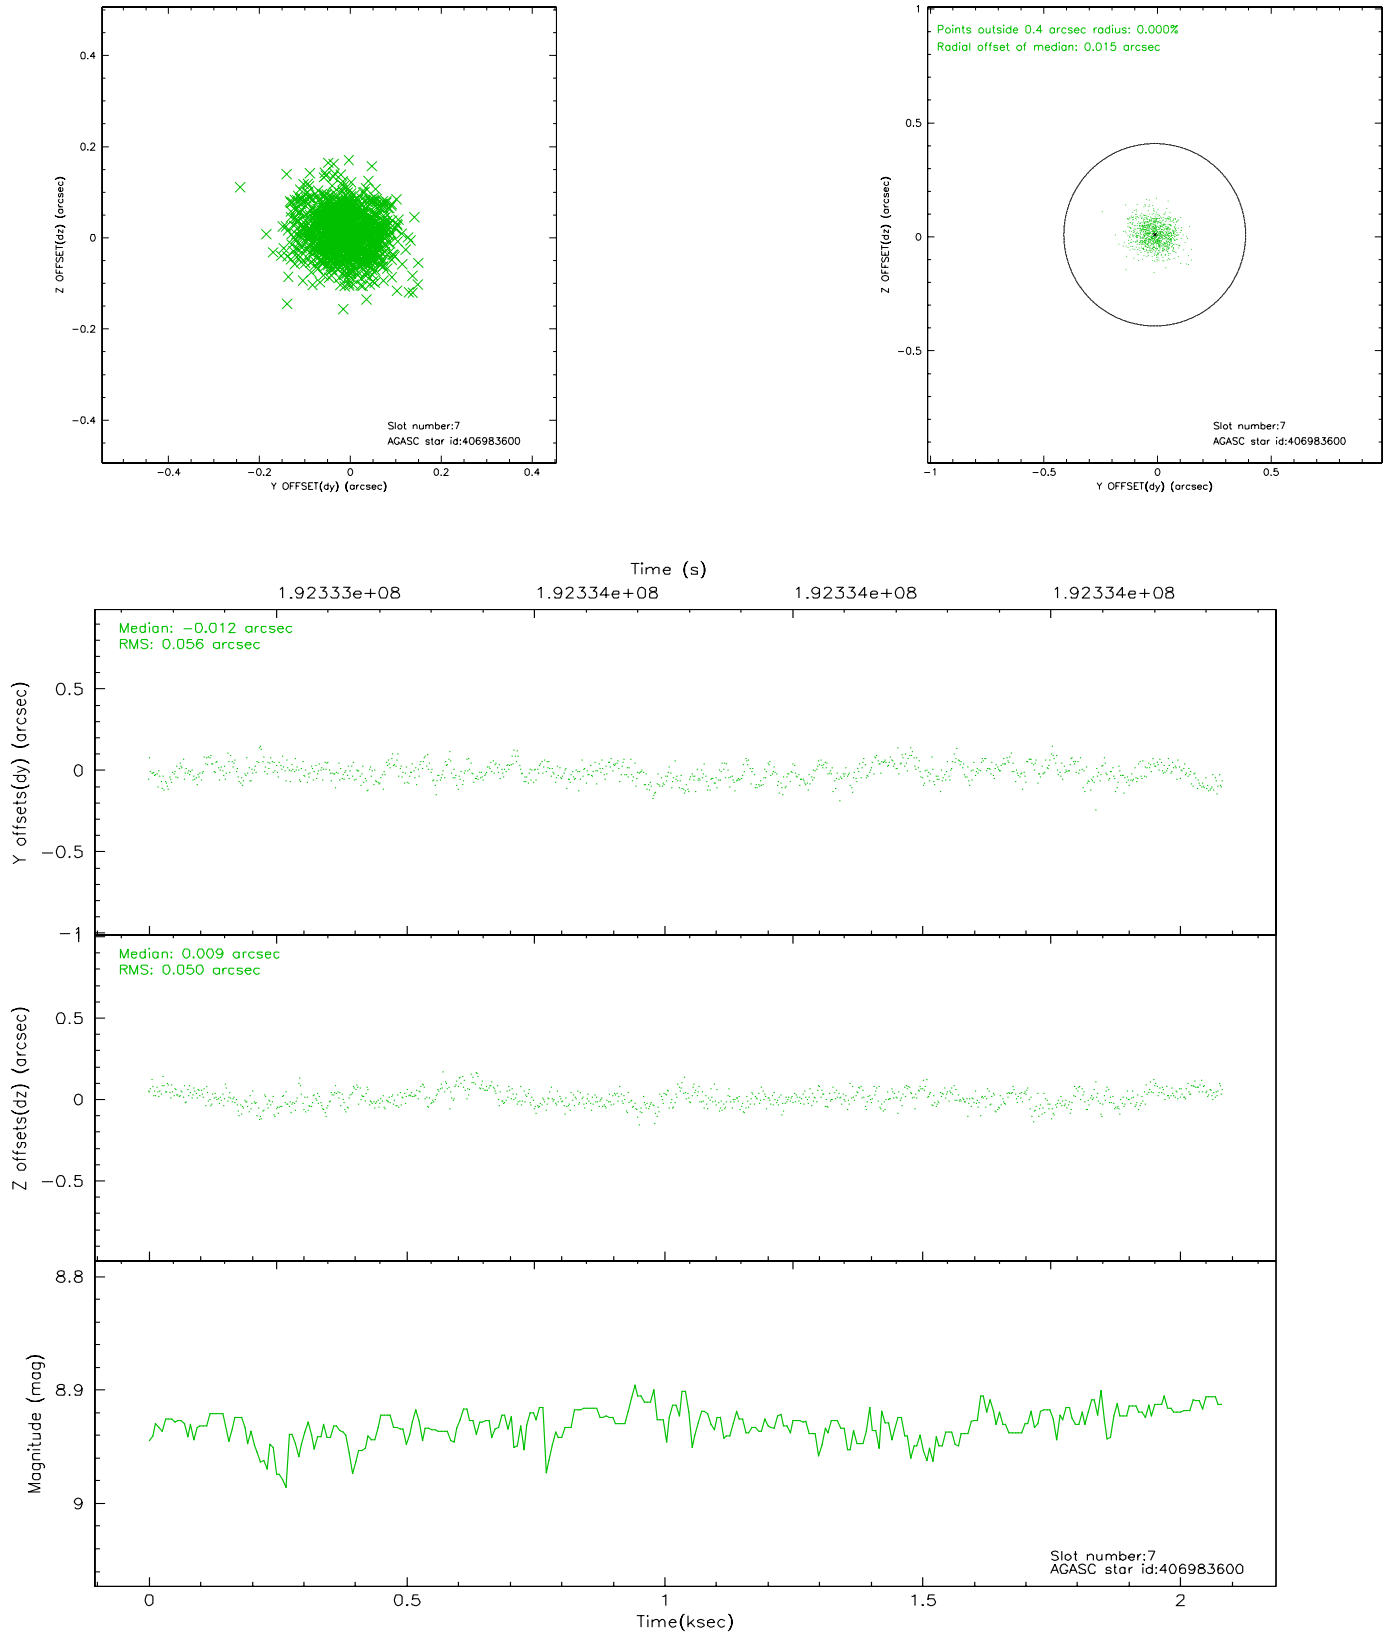 0.4
0.2
0
−0.2
−0.4
Z OFFSET(dz) (arcsec)
Slot number:7
AGASC star id:406983600
−0.4 −0.2 0 0.2 0.4
Y OFFSET(dy) (arcsec)
Points outside 0.4 arcsec radius: 0.000%
Radial offset of median: 0.015 arcsec
1
0.5
0
−0.5
Z OFFSET(dz) (arcsec)
Slot number:7
AGASC star id:406983600
−1 −0.5 0 0.5
Y OFFSET(dy) (arcsec)
Time (s)
1.92333e+08 1.92334e+08 1.92334e+08 1.92334e+08
Median: −0.012 arcsec
RMS: 0.056 arcsec
0.5
0
−0.5
−1
Y offsets(dy) (arcsec)
Median: 0.009 arcsec
RMS: 0.050 arcsec
1
0.5
0
−0.5
Z offsets(dz) (arcsec)
8.8
8.9
9
Magnitude (mag)
Slot number:7
AGASC star id:406983600
0 0.5 1 1.5 2
Time(ksec)